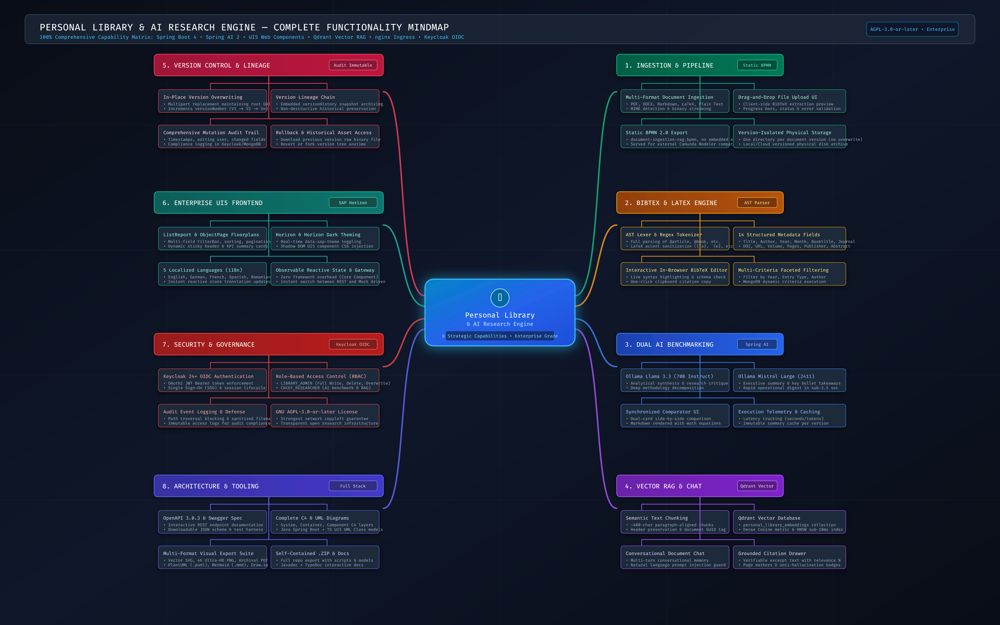 PERSONAL LIBRARY & AI RESEARCH ENGINE — COMPLETE FUNCTIONALITY MINDMAP
100% Comprehensive Capability Matrix: Spring Boot 4 • Spring AI 2 • UI5 Web Components • Qdrant Vector RAG • nginx Ingress • Keycloak OIDC
AGPL-3.0-or-later • Enterprise
5. VERSION CONTROL & LINEAGE
Audit Immutable
In-Place Version Overwriting
• Multipart replacement maintaining root GUI
• Increments versionNumber (V1 → V2 → Vn)
Version Lineage Chain
• Embedded versionHistory snapshot archiving
• Non-destructive historical preservation
Comprehensive Mutation Audit Trail
• Timestamps, editing user, changed fields
• Compliance logging in Keycloak/MongoDB
Rollback & Historical Asset Access
• Download previous version raw binary file
• Revert or fork version tree anytime
1. INGESTION & PIPELINE
Static BPMN
Multi-Format Document Ingestion
• PDF, DOCX, Markdown, LaTeX, Plain Text
• MIME detection & binary streaming
Drag-and-Drop File Upload UI
• Client-side BibTeX extraction preview
• Progress bars, status & error validation
Static BPMN 2.0 Export
• document-ingestion-rag.bpmn, no embedded e
• Served for external Camunda Modeler compat
Version-Isolated Physical Storage
• One directory per document version (no overwrite)
• Local/Cloud versioned physical disk archive
6. ENTERPRISE UI5 FRONTEND
SAP Horizon
ListReport & ObjectPage Floorplans
• Multi-field FilterBar, sorting, pagination
• Dynamic sticky header & KPI summary cards
Horizon & Horizon Dark Theming
• Real-time data-sap-theme toggling
• Shadow DOM UI5 component CSS injection
5 Localized Languages (i18n)
• English, German, French, Spanish, Romanian
• Instant reactive store translation updates
Observable Reactive State & Gateway
• Zero framework overhead (Core Component)
• Instant switch between REST and Mock driver
2. BIBTEX & LATEX ENGINE
AST Parser
AST Lexer & Regex Tokenizer
• Full parsing of @article, @book, etc.
• LaTeX accent sanitization ({"a}, '{e}, etc
14 Structured Metadata Fields
• Title, Author, Year, Month, Booktitle, Journal
• DOI, URL, Volume, Pages, Publisher, Abstract
Interactive In-Browser BibTeX Editor
• Live syntax highlighting & schema check
• One-click clipboard citation copy
Multi-Criteria Faceted Filtering
• Filter by Year, Entry Type, Author
• MongoDB dynamic criteria execution
Personal Library
& AI Research Engine
8 Strategic Capabilities • Enterprise Grade
7. SECURITY & GOVERNANCE
Keycloak OIDC
Keycloak 24+ OIDC Authentication
• OAuth2 JWT Bearer token enforcement
• Single Sign-On (SSO) & session lifecycle
Role-Based Access Control (RBAC)
• LIBRARY_ADMIN (Full Write, Delete, Overwrite)
• CHIEF_RESEARCHER (AI benchmark & RAG)
Audit Event Logging & Defense
• Path traversal blocking & sanitized filena
• Immutable access logs for audit compliance
GNU AGPL-3.0-or-later License
• Strongest network copyleft guarantee
• Transparent open research infrastructure
3. DUAL AI BENCHMARKING
Spring AI
Ollama Llama 3.3 (70B Instruct)
• Analytical synthesis & research critique
• Deep methodology decomposition
Ollama Mistral Large (2411)
• Executive summary & key bullet takeaways
• Rapid operational digest in sub-3.5 sec
Synchronized Comparator UI
• Dual-card side-by-side comparison
• Markdown rendered with math equations
Execution Telemetry & Caching
• Latency tracking (seconds/tokens)
• Immutable summary cache per version
8. ARCHITECTURE & TOOLING
Full Stack
OpenAPI 3.0.3 & Swagger Spec
• Interactive REST endpoint documentation
• Downloadable JSON schema & test harness
Complete C4 & UML Diagrams
• System, Container, Component C4 layers
• Java Spring Boot + TS UI5 UML Class models
Multi-Format Visual Export Suite
• Vector SVG, 4K Ultra-HD PNG, Archival PDF
• PlantUML (.puml), Mermaid (.mmd), Draw.io
Self-Contained .ZIP & Docs
• Full repo export with scripts & models
• Javadoc + TypeDoc interactive docs
4. VECTOR RAG & CHAT
Qdrant Vector
Semantic Text Chunking
• ~400-char paragraph-aligned chunks
• Header preservation & document GUID tag
Qdrant Vector Database
• personal_library_embeddings collection
• Dense Cosine metric & HNSW sub-10ms index
Conversational Document Chat
• Multi-turn conversational memory
• Natural language prompt injection guard
Grounded Citation Drawer
• Verifiable excerpt text with relevance %
• Page markers & anti-hallucination badges